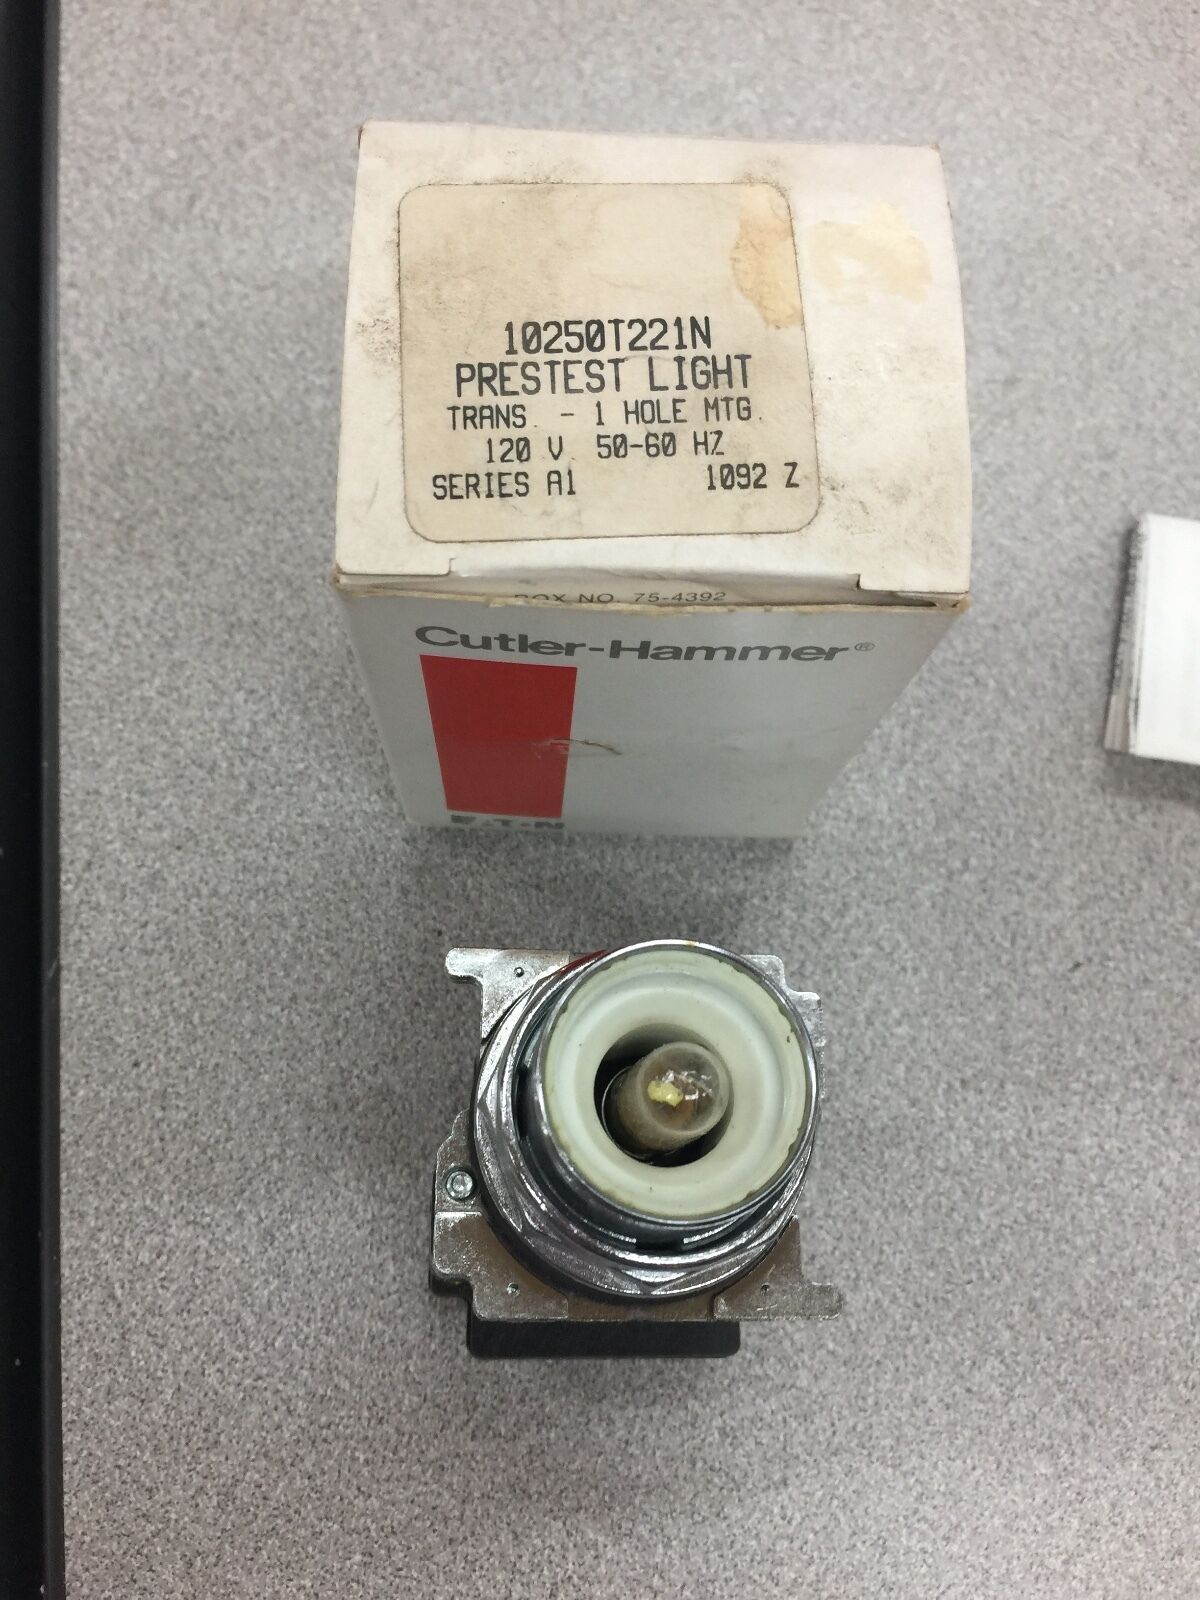 10250T221N
PRESTEST LIGHT
TRANS. - 1 HOLE MTG.
120 V. 50-60 HZ
SERIES A1 1092 Z
BOX NO. 75-4392
Cutler-Hammer®
E·T·N